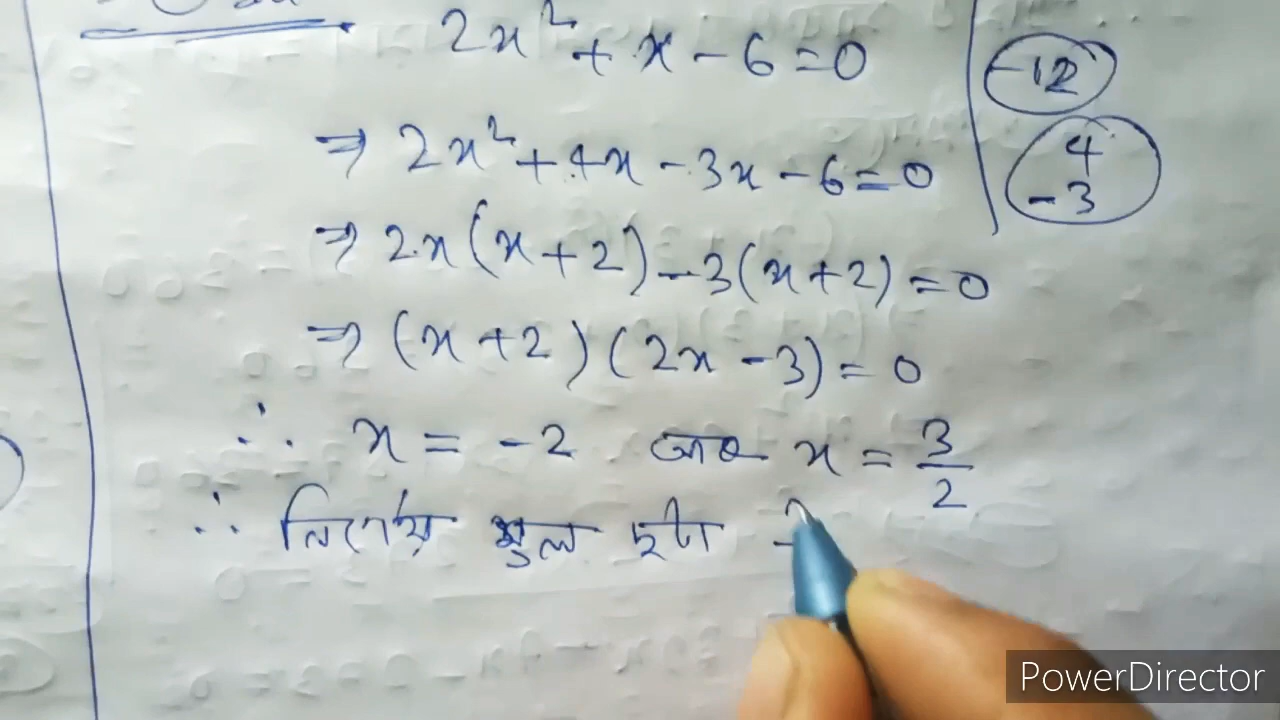 2x² + x - 6 = 0
⇒ 2x² + 4x - 3x - 6 = 0
⇒ 2x(x + 2) - 3(x + 2) = 0
⇒ (x + 2)(2x - 3) = 0
∴ x = -2 আৰু x = 3/2
∴ নিৰ্ণেয় মূল দুটা
-12
4
-3
PowerDirector